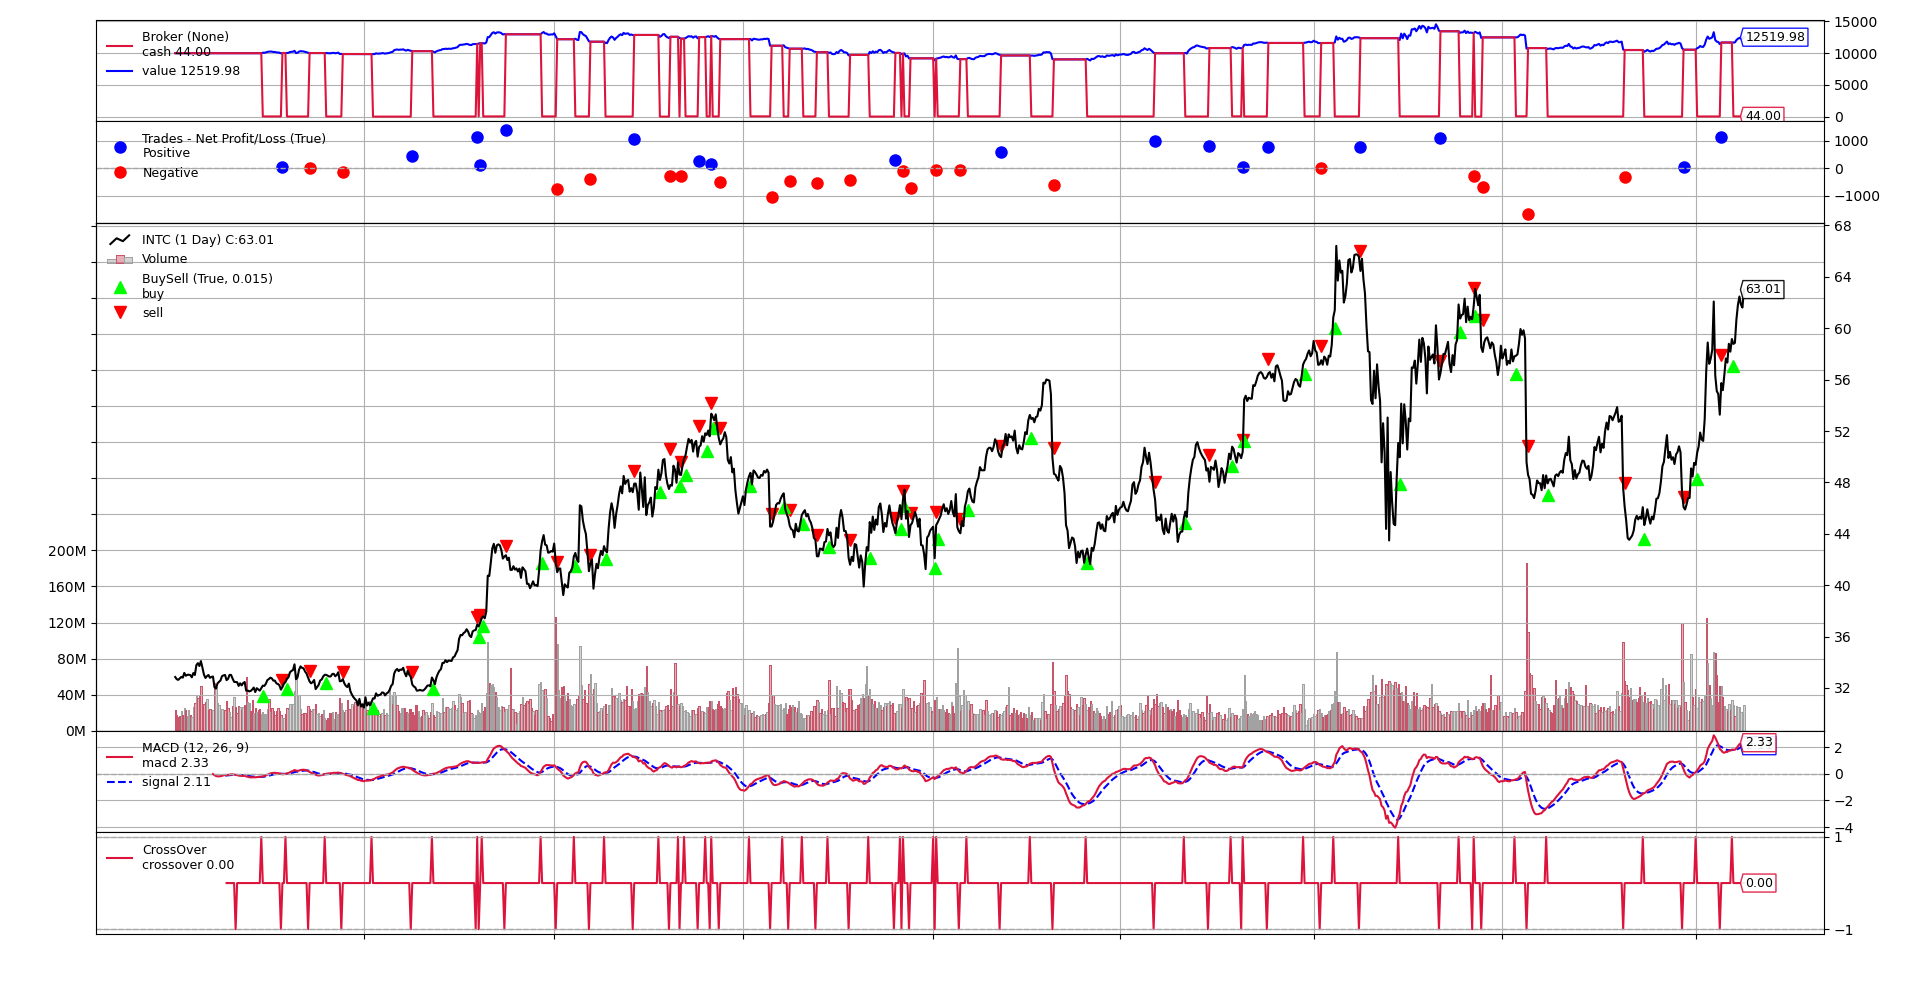 Broker (None)
cash 44.00
value 12519.98
15000
10000
5000
0
12519.98
44.00
Trades - Net Profit/Loss (True)
Positive
Negative
1000
0
−1000
INTC (1 Day) C:63.01
Volume
BuySell (True, 0.015)
buy
sell
68
64
60
56
52
48
44
40
36
32
63.01
200M
160M
120M
80M
40M
0M
MACD (12, 26, 9)
macd 2.33
signal 2.11
2
0
−2
−4
2.33
CrossOver
crossover 0.00
1
0.00
−1